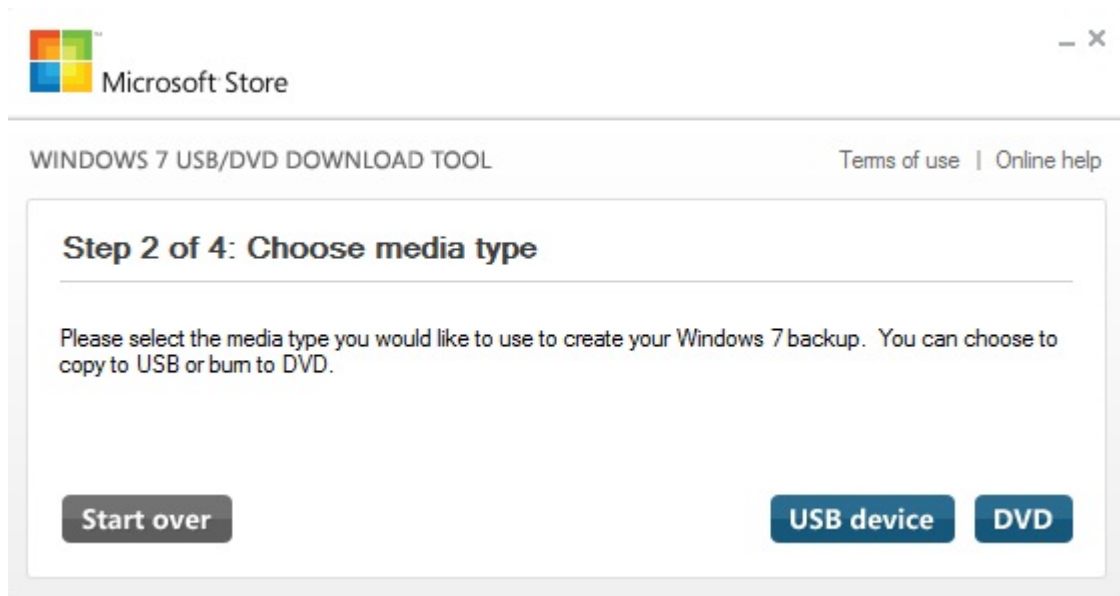 Microsoft Store
WINDOWS 7 USB/DVD DOWNLOAD TOOL
Terms of use | Online help
Step 2 of 4: Choose media type
Please select the media type you would like to use to create your Windows 7 backup. You can choose to
copy to USB or burn to DVD.
Start over
USB device
DVD